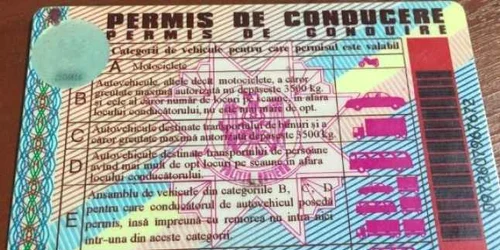 PERMIS DE CONDUCERE
PERMIS DE CONDUIRE
Categorii de vehicule pentru care permisul este valabil
A Motociclete
B Autovehicule, altele decât motociclete, a căror
greutate maximă autorizată nu depăşeşte 3500 kg.
şi cele al căror număr de locuri pe scaune, în afara
locului conducătorului, nu este mai mare de opt.
C Autovehicule destinate transportului de bunuri şi a
căror greutate maximă autorizată depăşeşte 3500 kg.
D Autovehicule destinate transportului de persoane
având mai mult de opt locuri pe scaune în afara
locului conducătorului.
E Ansamblu de vehicule din categoriile B, C, D
pentru care conducătorul de autovehicul posedă
permis, însă împreună cu remorca nu intră nici
într-una din aceste categorii.